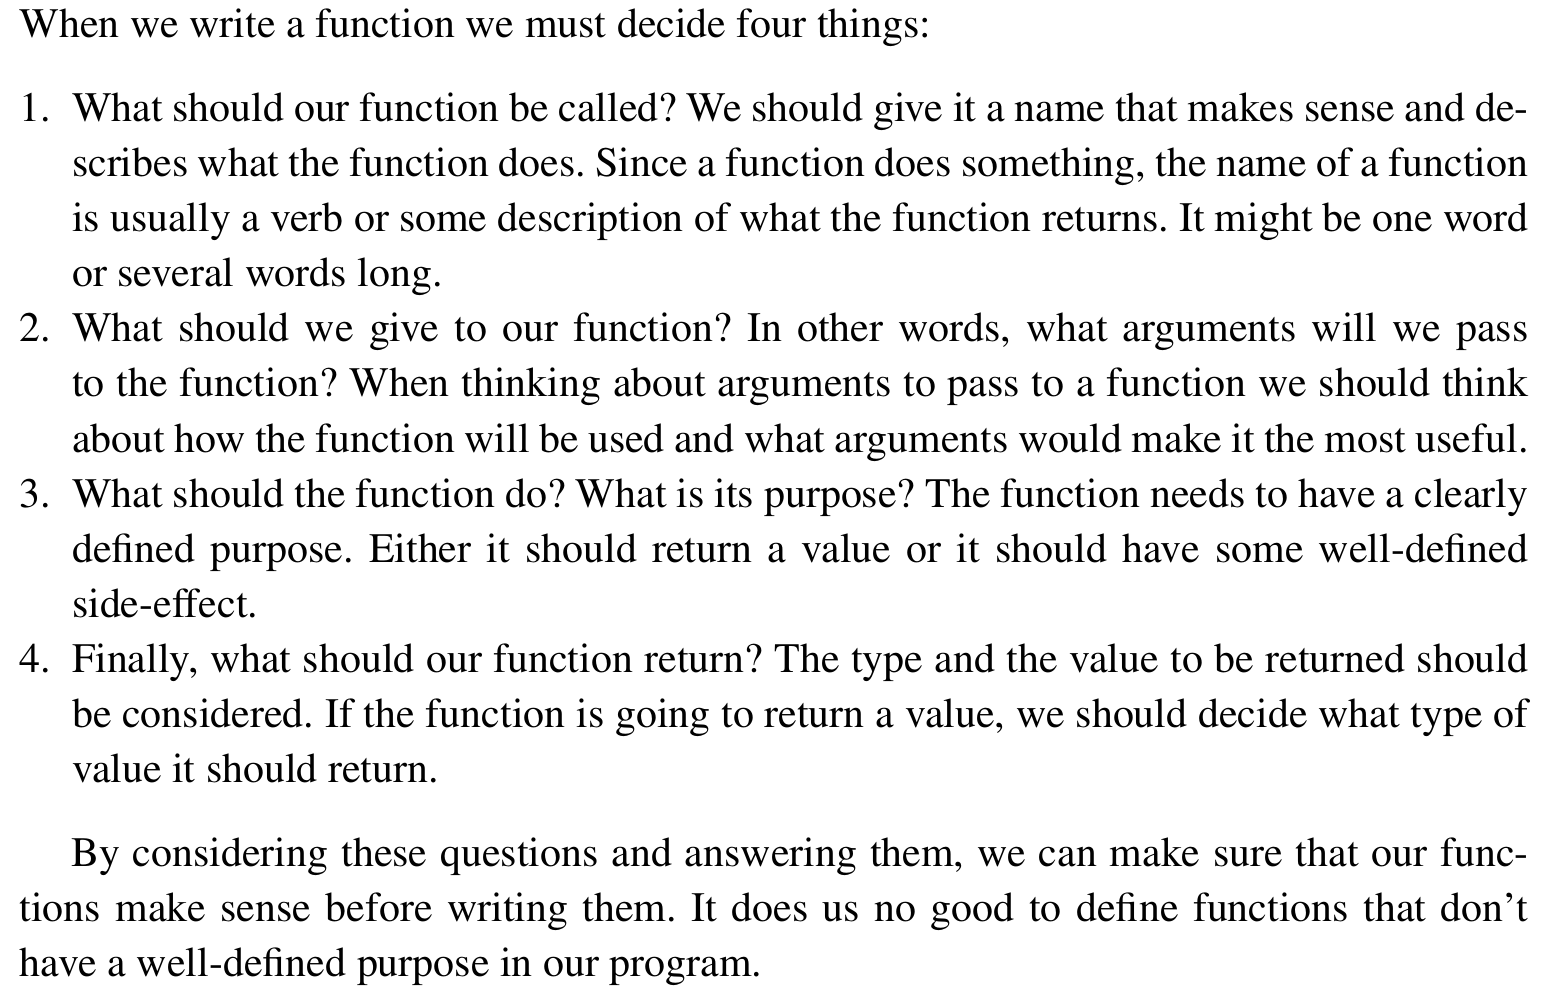 When we write a function we must decide four things:
1. What should our function be called? We should give it a name that makes sense and de-
scribes what the function does. Since a function does something, the name of a function
is usually a verb or some description of what the function returns. It might be one word
or several words long.
2. What should we give to our function? In other words, what arguments will we pass
to the function? When thinking about arguments to pass to a function we should think
about how the function will be used and what arguments would make it the most useful.
3. What should the function do? What is its purpose? The function needs to have a clearly
defined purpose. Either it should return a value or it should have some well-defined
side-effect.
4. Finally, what should our function return? The type and the value to be returned should
be considered. If the function is going to return a value, we should decide what type of
value it should return.
By considering these questions and answering them, we can make sure that our func-
tions make sense before writing them. It does us no good to define functions that don’t
have a well-defined purpose in our program.